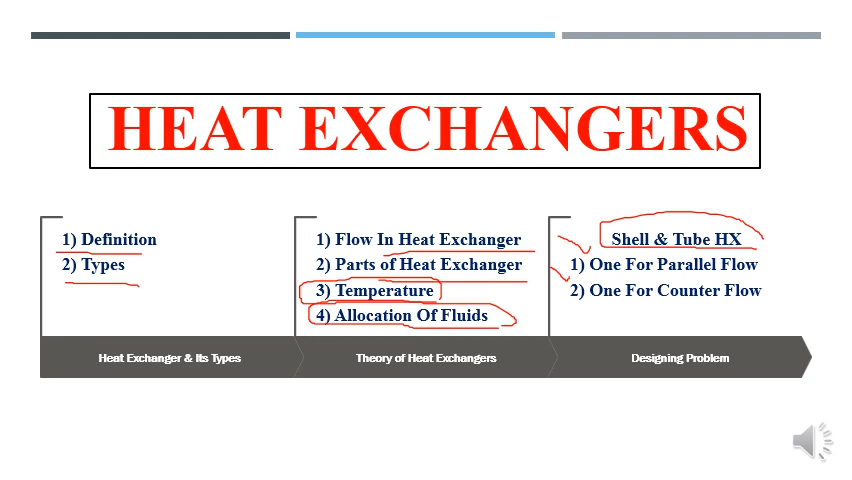 HEAT EXCHANGERS
1) Definition
2) Types
1) Flow In Heat Exchanger
2) Parts of Heat Exchanger
3) Temperature
4) Allocation Of Fluids
Shell & Tube HX
1) One For Parallel Flow
2) One For Counter Flow
Heat Exchanger & Its Types
Theory of Heat Exchangers
Designing Problem